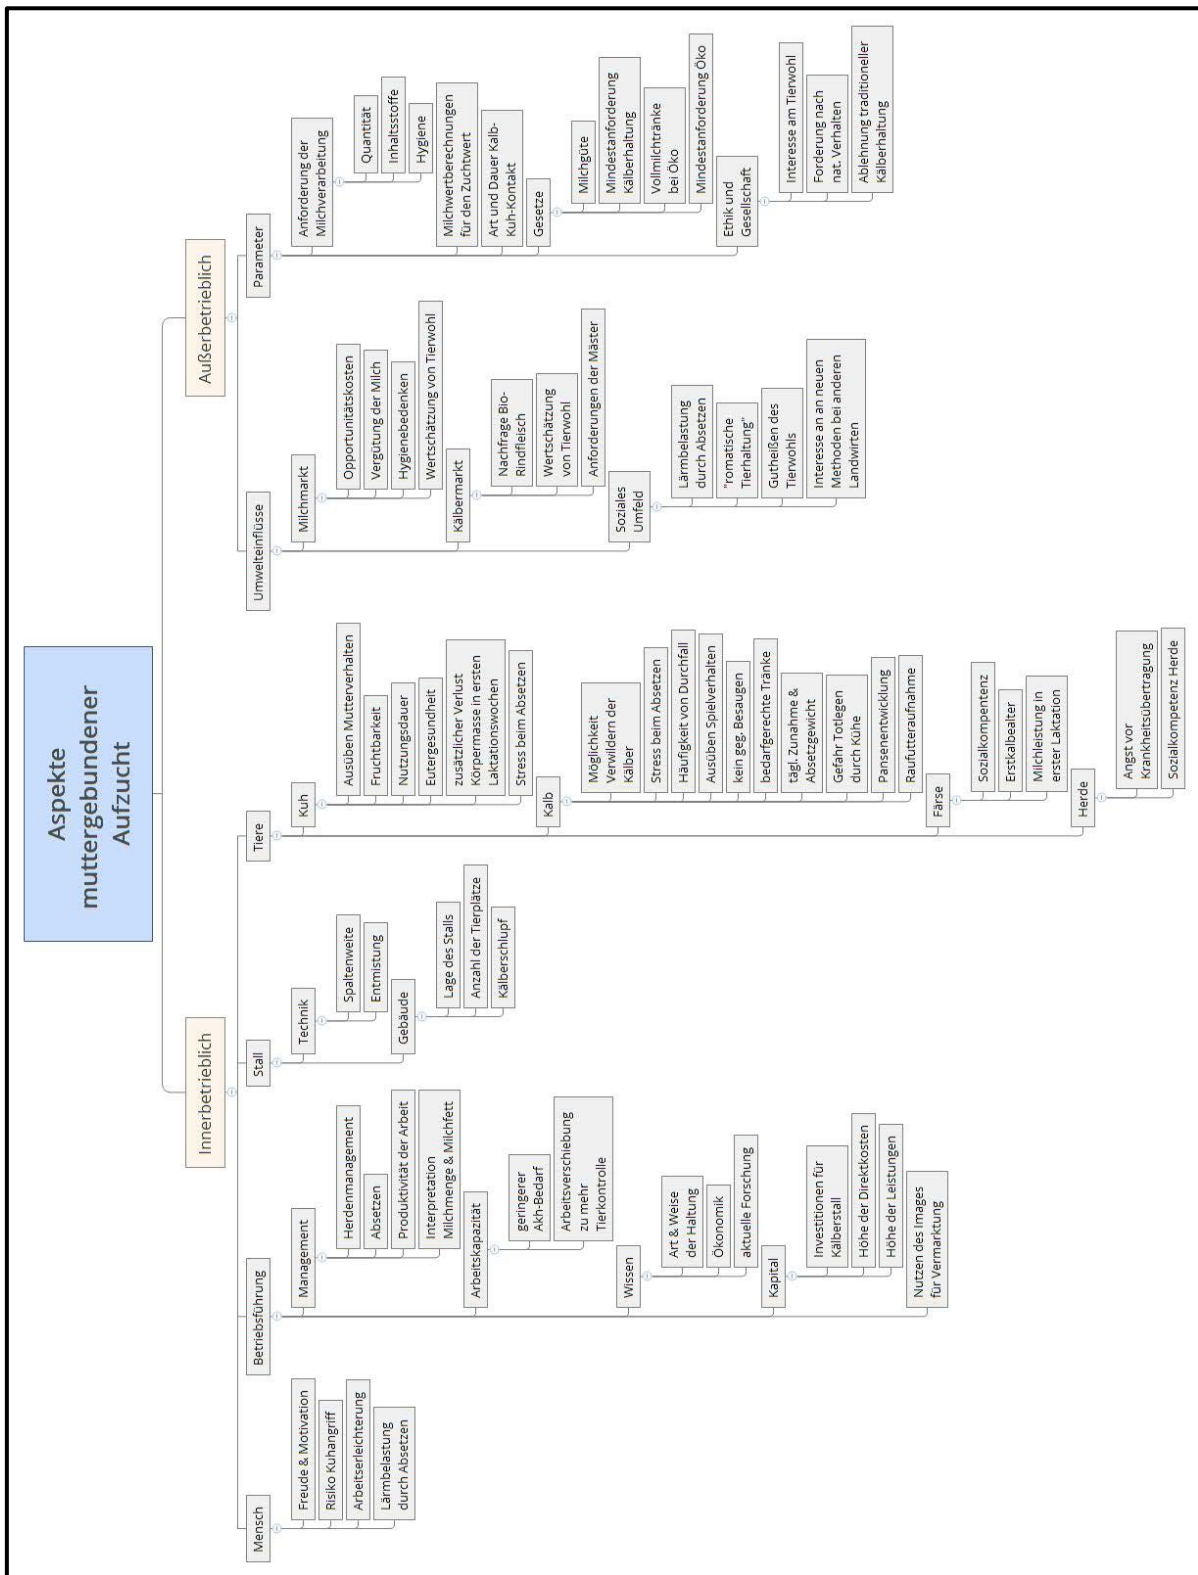 Aspekte
muttergebundener
Aufzucht
Innerbetrieblich
Mensch
Freude & Motivation
Risiko Kuhangriff
Arbeitserleichterung
Lärmbelastung
durch Absetzen
Betriebsführung
Management
Herdenmanagement
Absetzen
Produktivität der Arbeit
Interpretation
Milchmenge & Milchfett
Arbeitskapazität
geringerer
Akh-Bedarf
Arbeitsverschiebung
zu mehr
Tierkontrolle
Wissen
Art & Weise
der Haltung
Ökonomik
aktuelle Forschung
Kapital
Investitionen für
Kälberstall
Höhe der Direktkosten
Höhe der Leistungen
Nutzen des Images
für Vermarktung
Stall
Technik
Spaltenweite
Entmistung
Gebäude
Lage des Stalls
Anzahl der Tierplätze
Kälberschlupf
Tiere
Kuh
Ausüben Mutterverhalten
Fruchtbarkeit
Nutzungsdauer
Eutergesundheit
zusätzlicher Verlust
Körpermasse in ersten
Laktationswochen
Stress beim Absetzen
Kalb
Möglichkeit
Verwildern der
Kälber
Stress beim Absetzen
Häufigkeit von Durchfall
Ausüben Spielverhalten
kein geg. Besaugen
bedarfgerechte Tränke
tägl. Zunahme &
Absetzgewicht
Gefahr Totlegen
durch Kühe
Pansenentwicklung
Raufutteraufnahme
Färse
Sozialkompentenz
Erstkalbealter
Milchleistung in
erster Laktation
Herde
Angst vor
Krankheitsübertragung
Sozialkompetenz Herde
Außerbetrieblich
Umwelteinflüsse
Milchmarkt
Opportunitätskosten
Vergütung der Milch
Hygienebedenken
Wertschätzung von Tierwohl
Kälbermarkt
Nachfrage Bio-
Rindfleisch
Wertschätzung
von Tierwohl
Anforderungen der Mäster
Soziales
Umfeld
Lärmbelastung
durch Absetzen
"romatische
Tierhaltung"
Gutheißen des
Tierwohls
Interesse an an neuen
Methoden bei anderen
Landwirten
Parameter
Anforderung der
Milchverarbeitung
Quantität
Inhaltsstoffe
Hygiene
Milchwertberechnungen
für den Zuchtwert
Art und Dauer Kalb-
Kuh-Kontakt
Gesetze
Milchgüte
Mindestanforderung
Kälberhaltung
Vollmilchtränke
bei Öko
Mindestanforderung Öko
Ethik und
Gesellschaft
Interesse am Tierwohl
Forderung nach
nat. Verhalten
Ablehnung traditioneller
Kälberhaltung